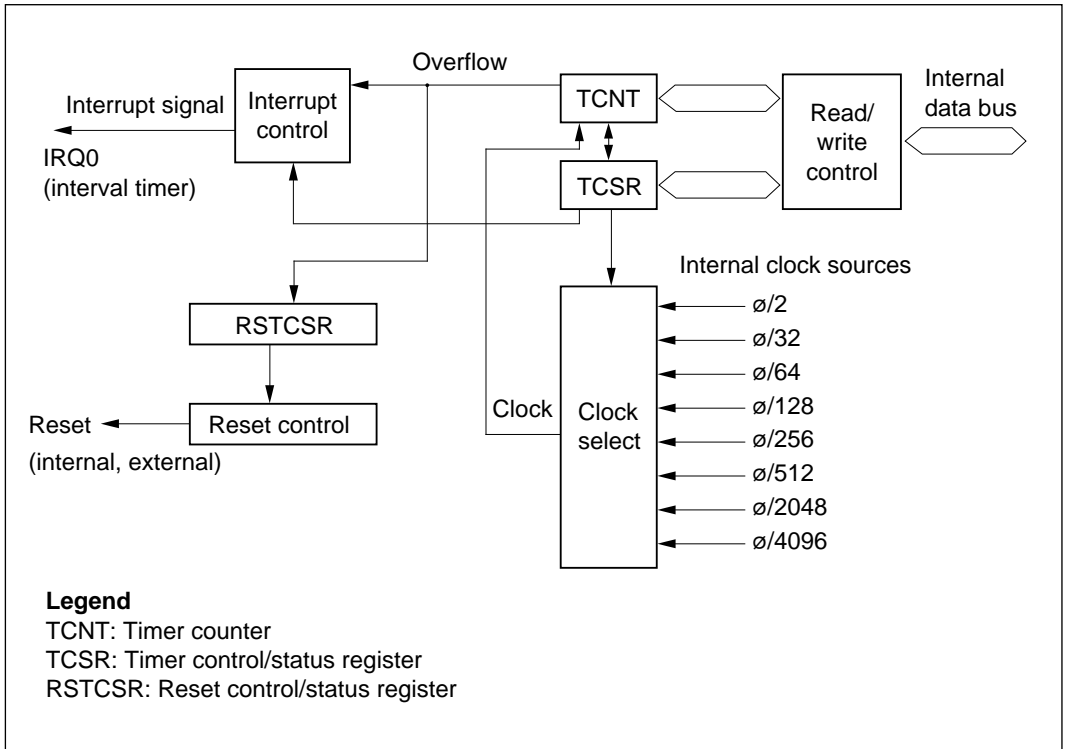 Overflow
Interrupt signal
Interrupt
control
IRQ0
(interval timer)
TCNT
TCSR
Read/
write
control
Internal
data bus
RSTCSR
Reset control
Reset
(internal, external)
Internal clock sources
Clock
Clock
select
ø/2
ø/32
ø/64
ø/128
ø/256
ø/512
ø/2048
ø/4096
Legend
TCNT: Timer counter
TCSR: Timer control/status register
RSTCSR: Reset control/status register